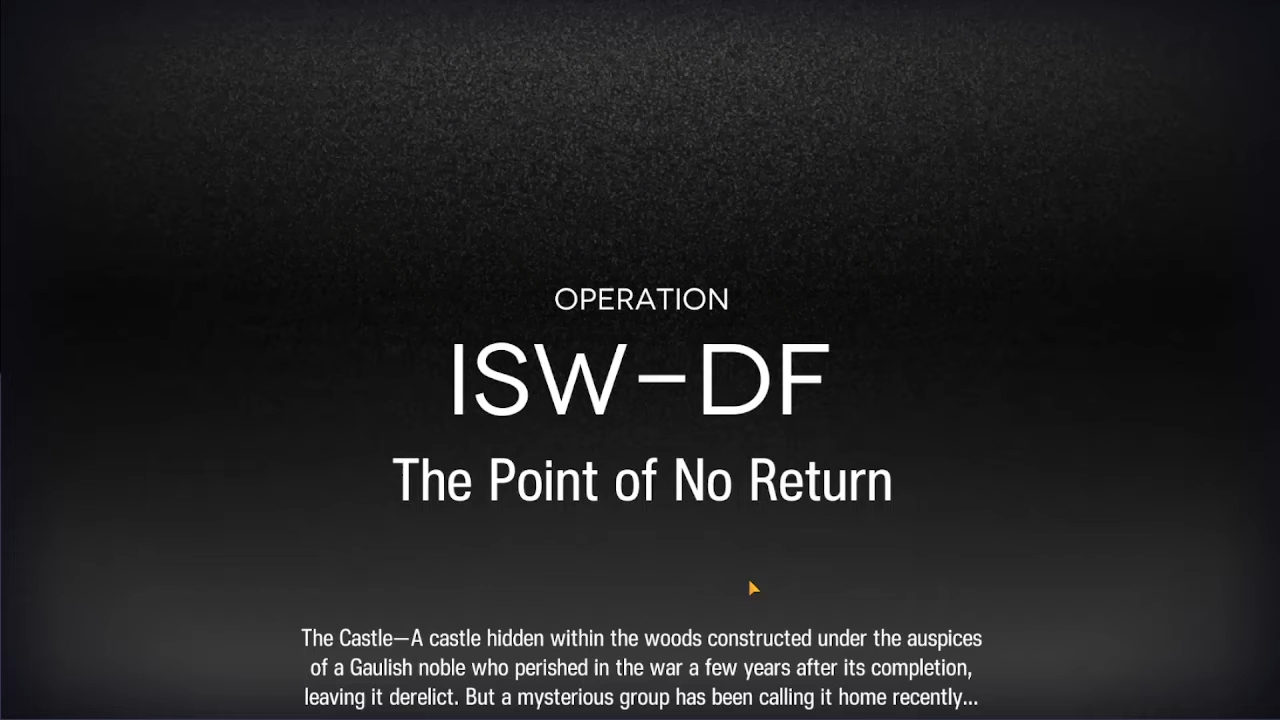 OPERATION
ISW-DF
The Point of No Return
The Castle—A castle hidden within the woods constructed under the auspices
of a Gaulish noble who perished in the war a few years after its completion,
leaving it derelict. But a mysterious group has been calling it home recently...